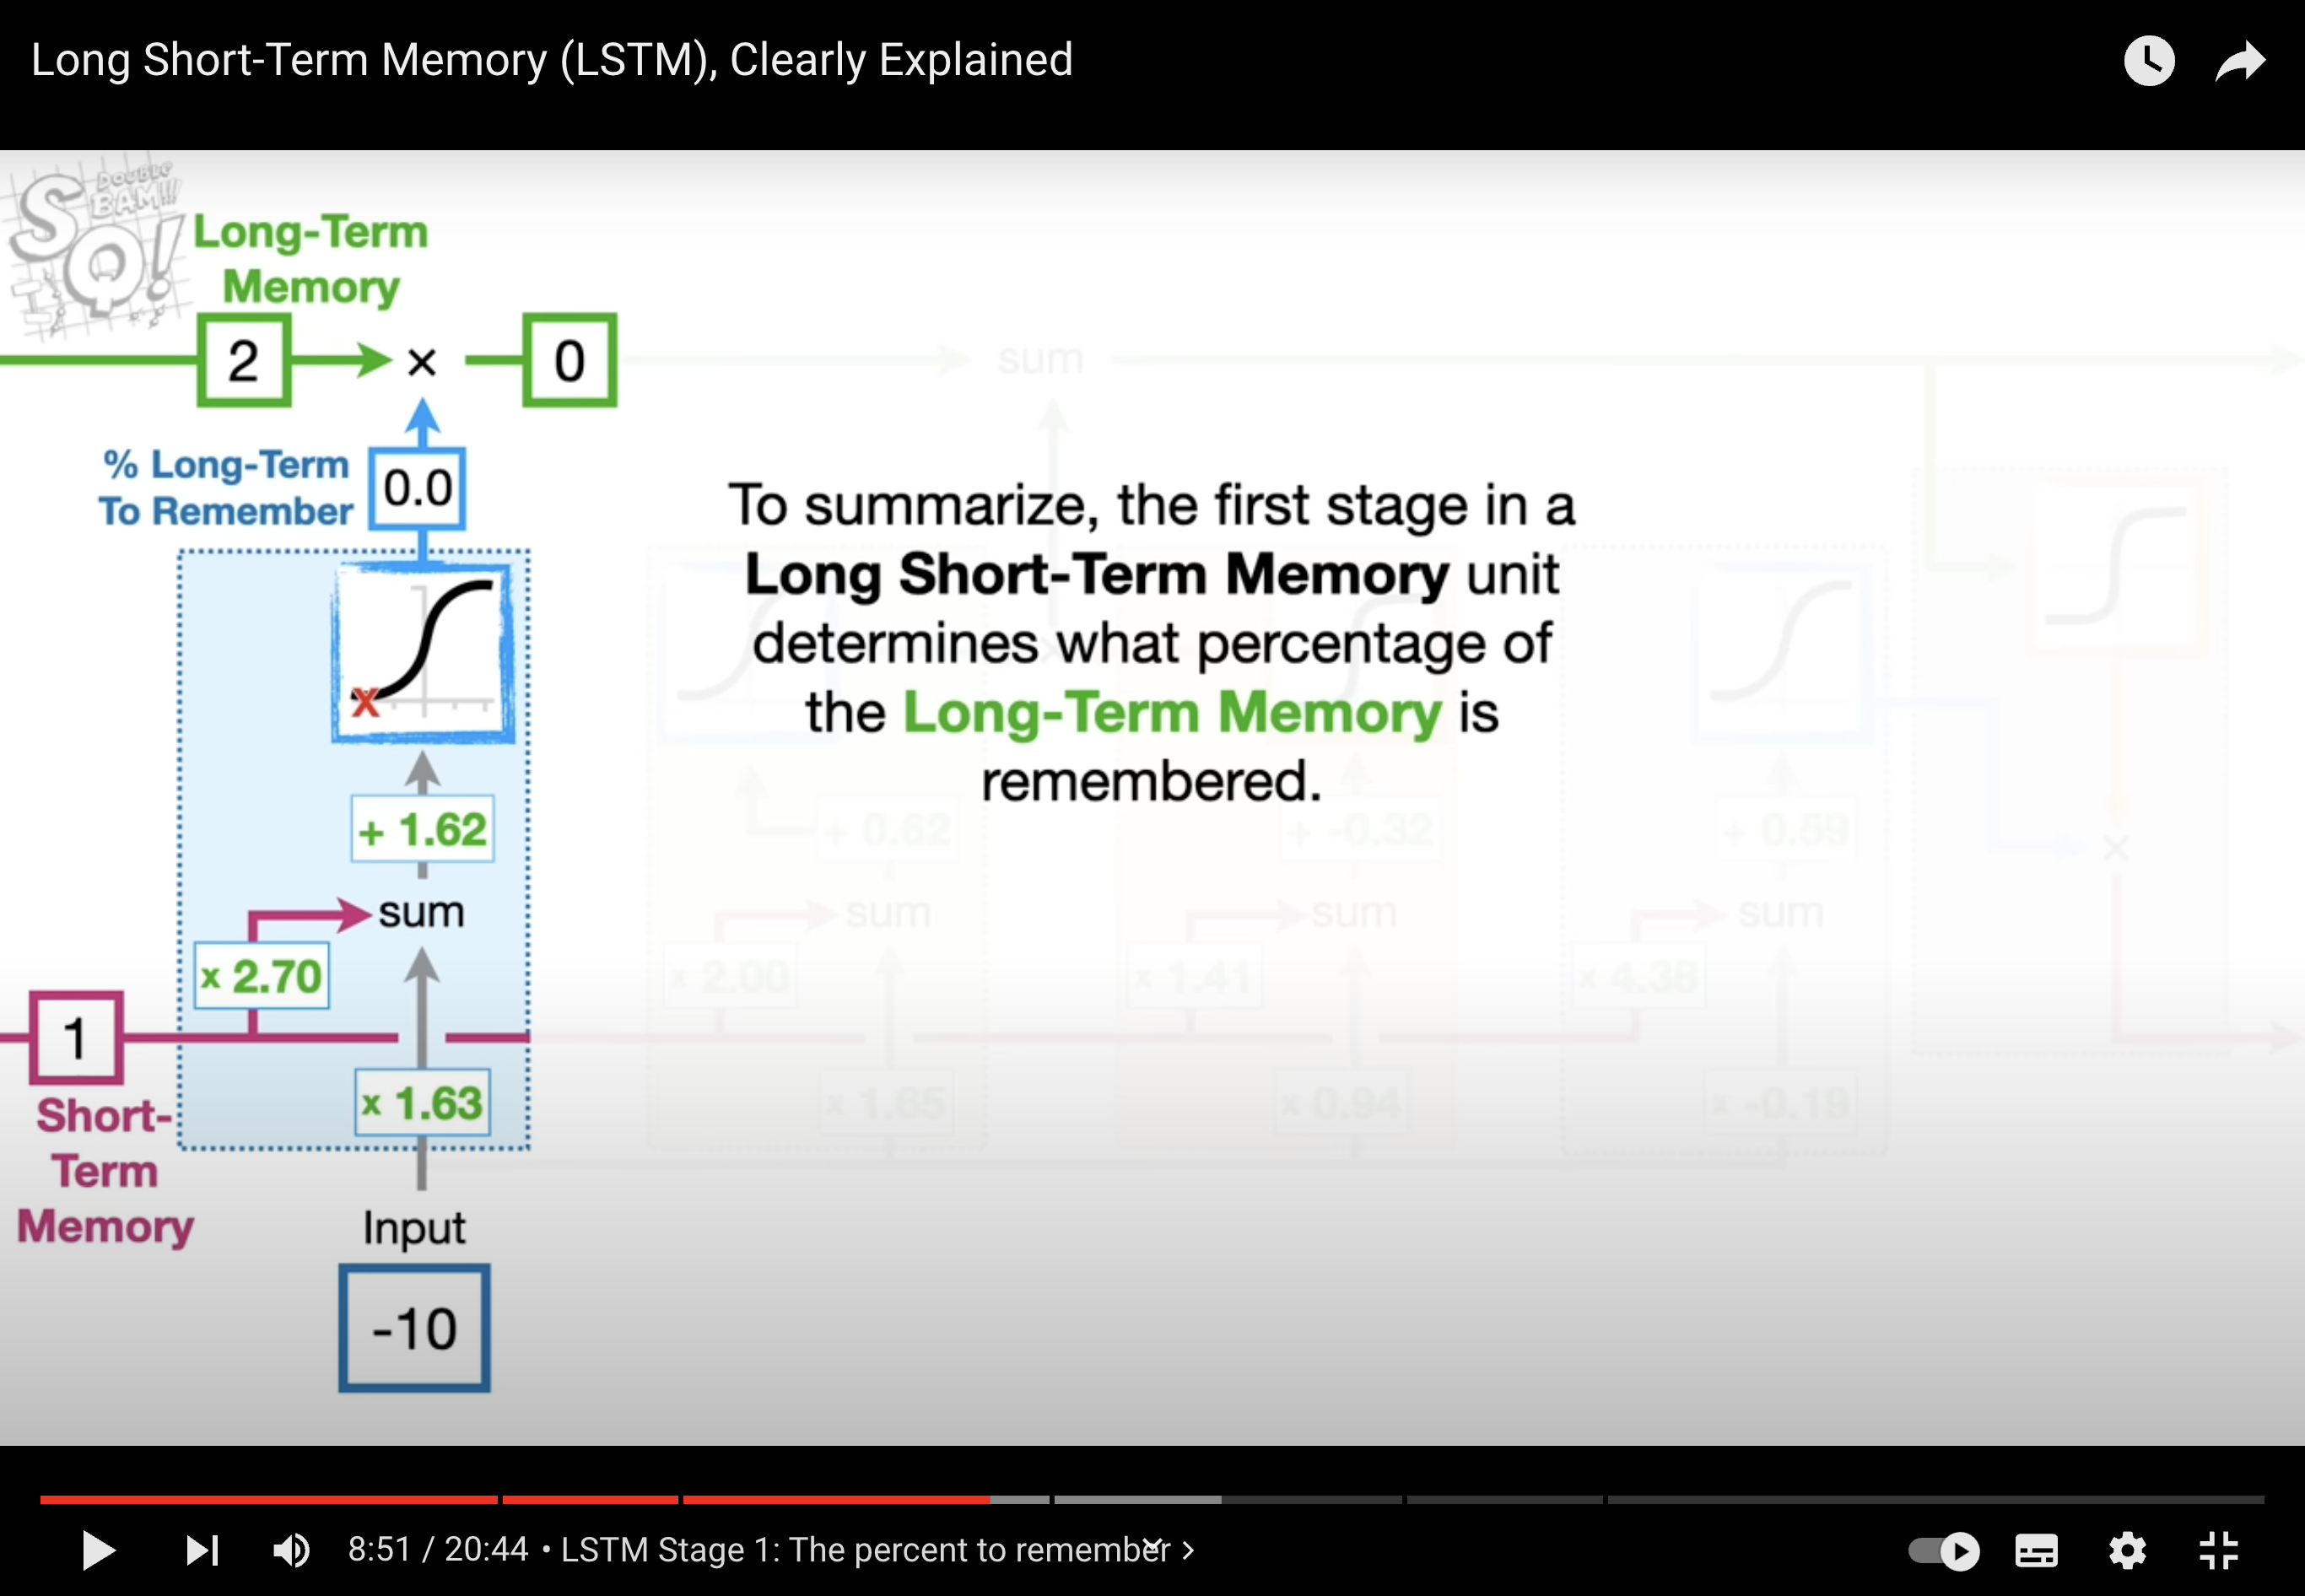 Long Short-Term Memory (LSTM), Clearly Explained
DOUBLE
BAM!!
SQ!
Long-Term
Memory
2
×
0
sum
% Long-Term
To Remember
0.0
To summarize, the first stage in a
Long Short-Term Memory unit
determines what percentage of
the Long-Term Memory is
remembered.
+ 1.62
+ 0.62
+ -0.32
+ 0.59
×
sum
sum
sum
sum
x 2.70
x 2.00
x 1.41
x 4.38
1
x 1.63
x 1.65
x 0.94
x -0.19
Short-
Term
Memory
Input
-10
8:51 / 20:44 • LSTM Stage 1: The percent to remember